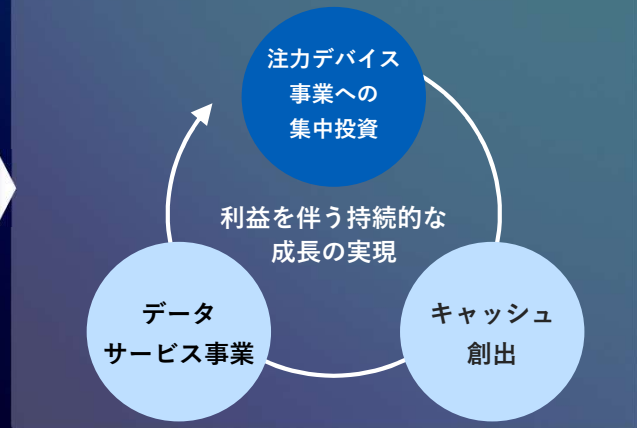 注力デバイス
事業への
集中投資
利益を伴う持続的な
成長の実現
データ
サービス事業
キャッシュ
創出